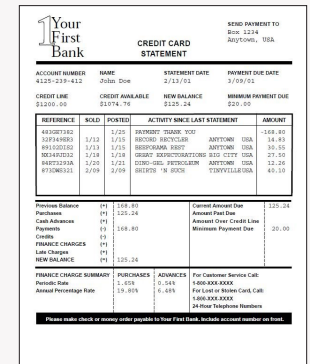 1Your First Bank
SEND PAYMENT TO
Box 1234
Anytown, USA
CREDIT CARD STATEMENT
ACCOUNT NUMBER NAME STATEMENT DATE PAYMENT DUE DATE
4125-239-412 John Doe 2/13/01 3/09/01
CREDIT LINE CREDIT AVAILABLE NEW BALANCE MINIMUM PAYMENT DUE
$1200.00 $1074.76 $125.24 $20.00
REFERENCE SOLD POSTED ACTIVITY SINCE LAST STATEMENT AMOUNT
483GE7382 1/25 PAYMENT THANK YOU -168.80
32F349ER3 1/12 1/15 RECORD RECYCLER ANYTOWN USA 14.83
89102DIS2 1/13 1/15 BEEFORAMA REST ANYTOWN USA 30.55
NX34FJD32 1/18 1/18 GREAT EXPECTORATIONS BIG CITY USA 27.50
84RT3293A 1/20 1/21 DINO-GEL PETROLEUM ANYTOWN USA 12.26
873DWS321 2/09 2/09 SHIRTS 'N SUCH TINYVILLE USA 40.10
Previous Balance (+) 168.80 Current Amount Due 125.24
Purchases (+) 125.24 Amount Past Due
Cash Advances (+) Amount Over Credit Line
Payments (-) 168.80 Minimum Payment Due 20.00
Credits (-)
FINANCE CHARGES (+)
Late Charges (+)
NEW BALANCE (=) 125.24
FINANCE CHARGE SUMMARY PURCHASES ADVANCES For Customer Service Call:
Periodic Rate 1.65% 0.54% 1-800-XXX-XXXX
Annual Percentage Rate 19.80% 6.48% For Lost or Stolen Card, Call:
1-800-XXX-XXXX
24-Hour Telephone Numbers
Please make check or money order payable to Your First Bank. Include account number on front.